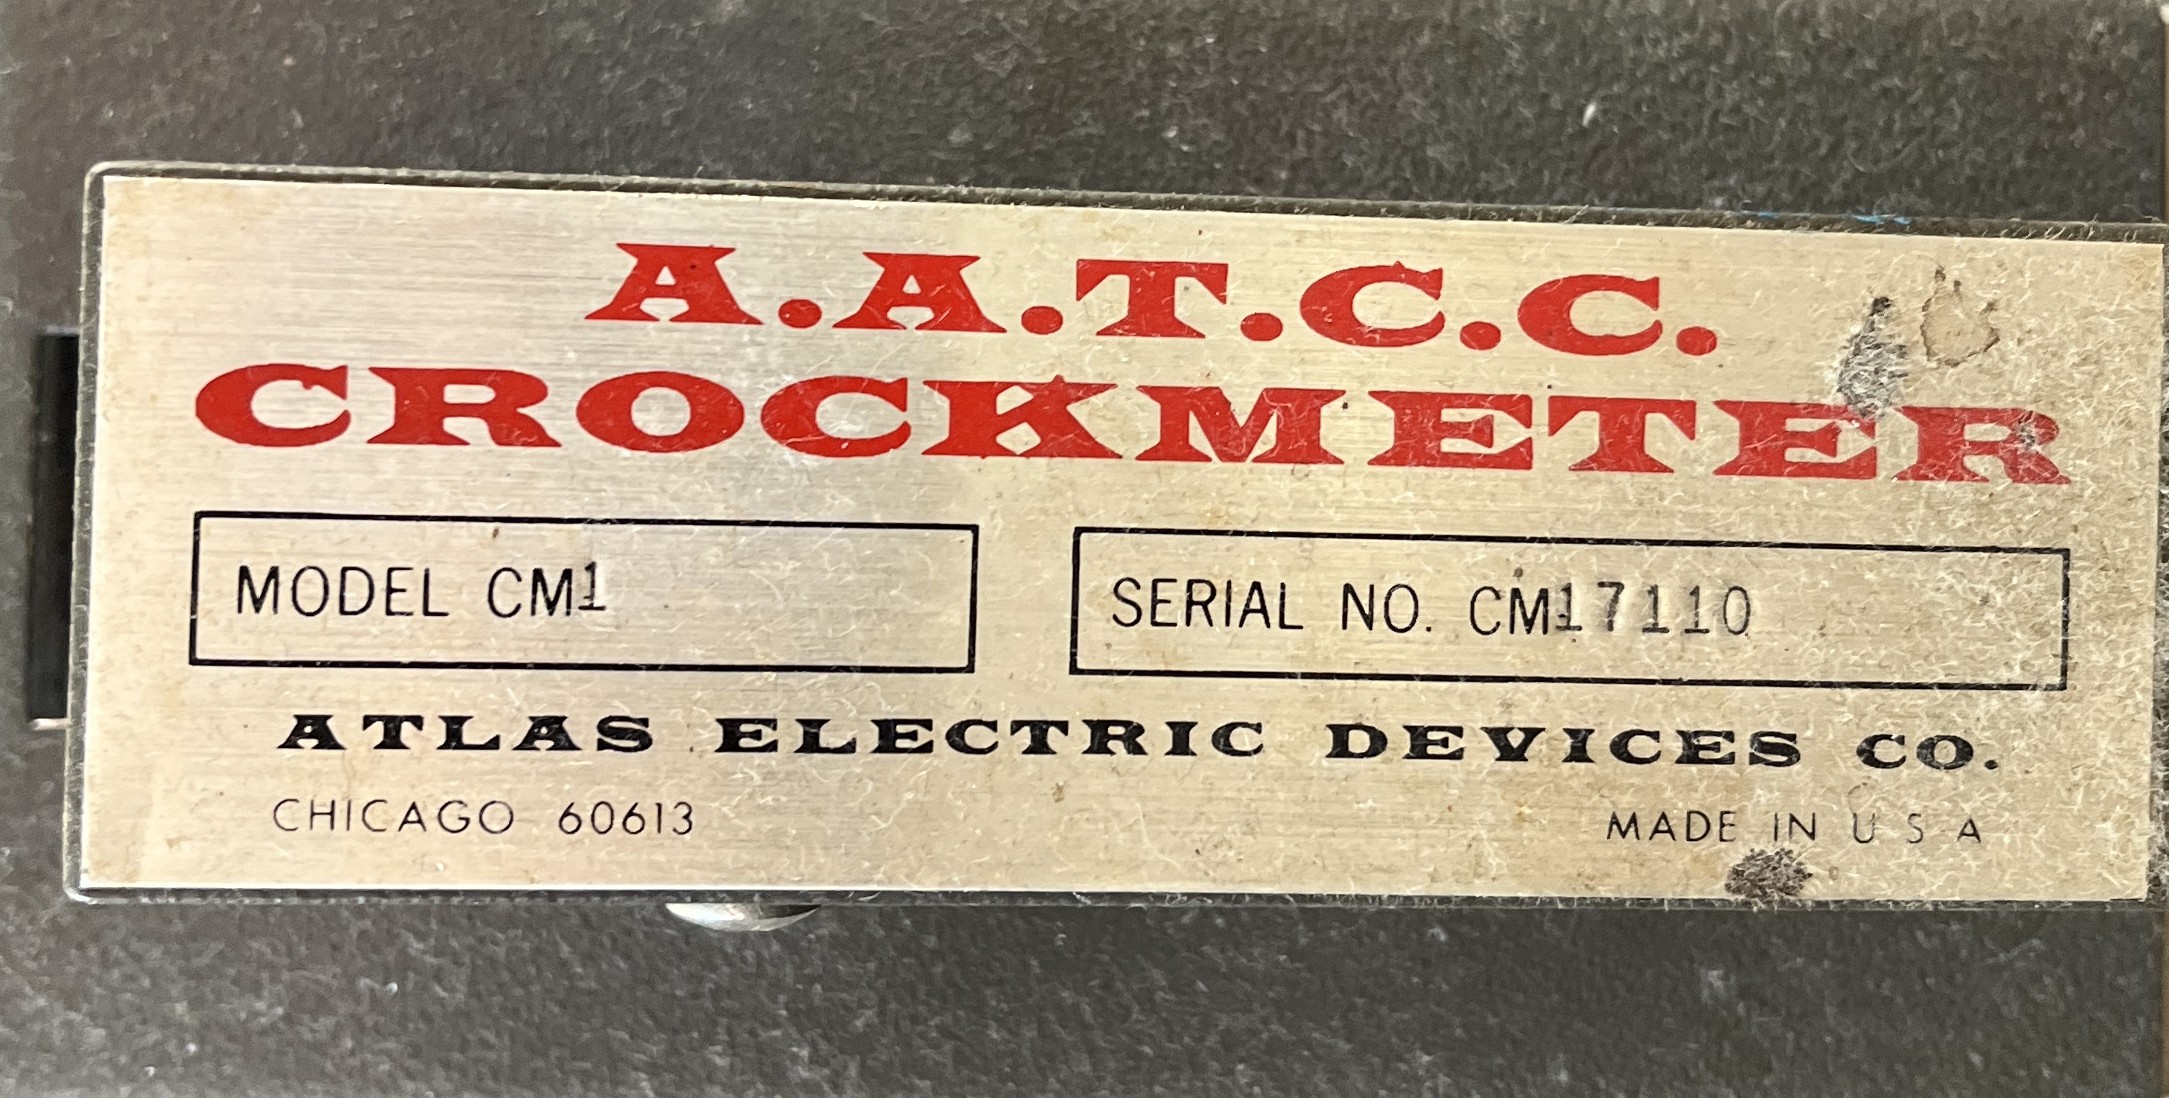 A.A.T.C.C.
CROCKMETER
MODEL CM1
SERIAL NO. CM17110
ATLAS ELECTRIC DEVICES CO.
CHICAGO 60613
MADE IN U S A